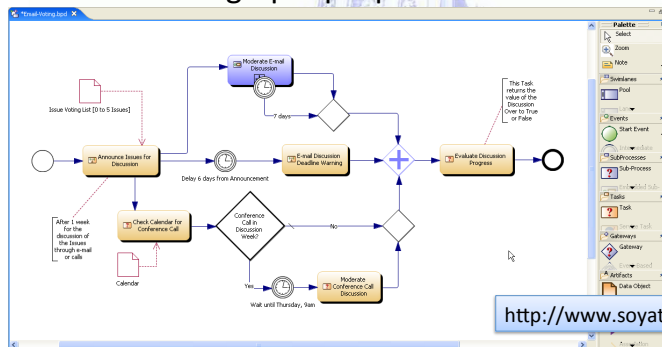 *Email-Voting.bpd
Palette
Select
Zoom
Note
Swimlanes
Pool
Events
Start Event
SubProcesses
Sub-Process
Tasks
Task
Gateways
Gateway
Artifacts
Data Object
Issue Voting List [0 to 5 Issues]
Moderate E-mail
Discussion
7 days
This Task
returns the
value of the
Discussion
Over to True
or False
Announce Issues for
Discussion
Delay 6 days from Announcement
E-mail Discussion
Deadline Warning
Evaluate Discussion
Progress
After 1 week
for the
discussion of
the Issues
through e-mail
or calls
Check Calendar for
Conference Call
Calendar
Conference
Call in
Discussion
Week?
No
Yes
Wait until Thursday, 9am
Moderate
Conference Call
Discussion
http://www.soyat